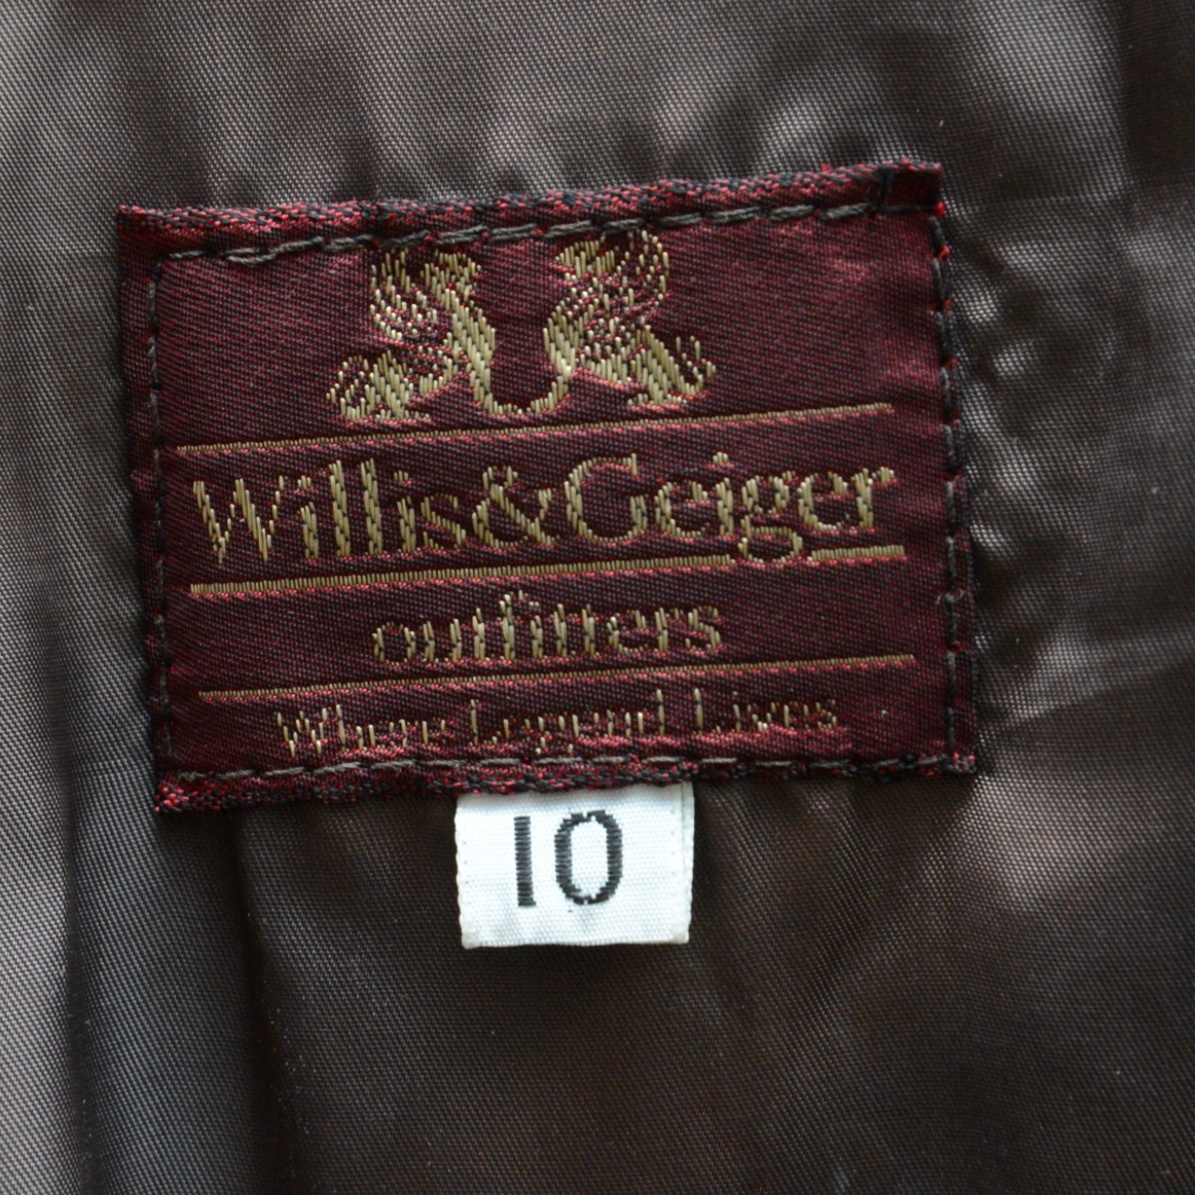 Willis&Geiger
outfitters
Where Legend Lives
10